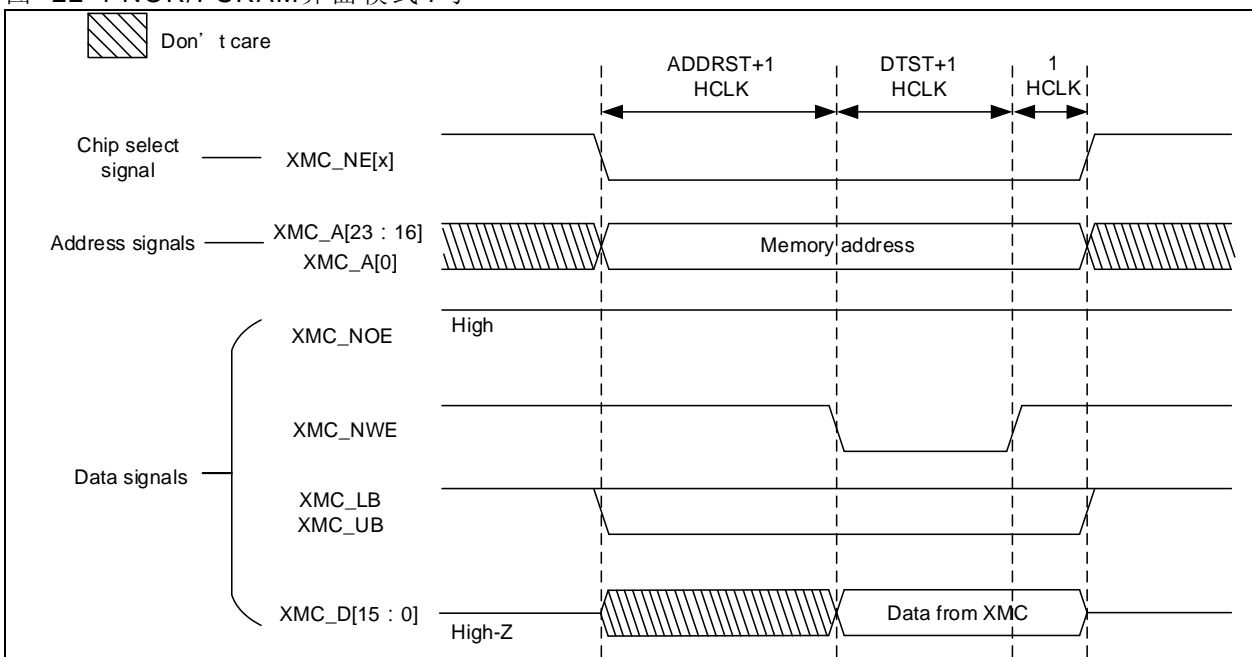 Don't care
ADDRST+1
HCLK
DTST+1
HCLK
1
HCLK
Chip select
signal
XMC_NE[x]
Address signals
XMC_A[23:16]
XMC_A[0]
Memory address
XMC_NOE
High
XMC_NWE
Data signals
XMC_LB
XMC_UB
XMC_D[15:0]
High-Z
Data from XMC